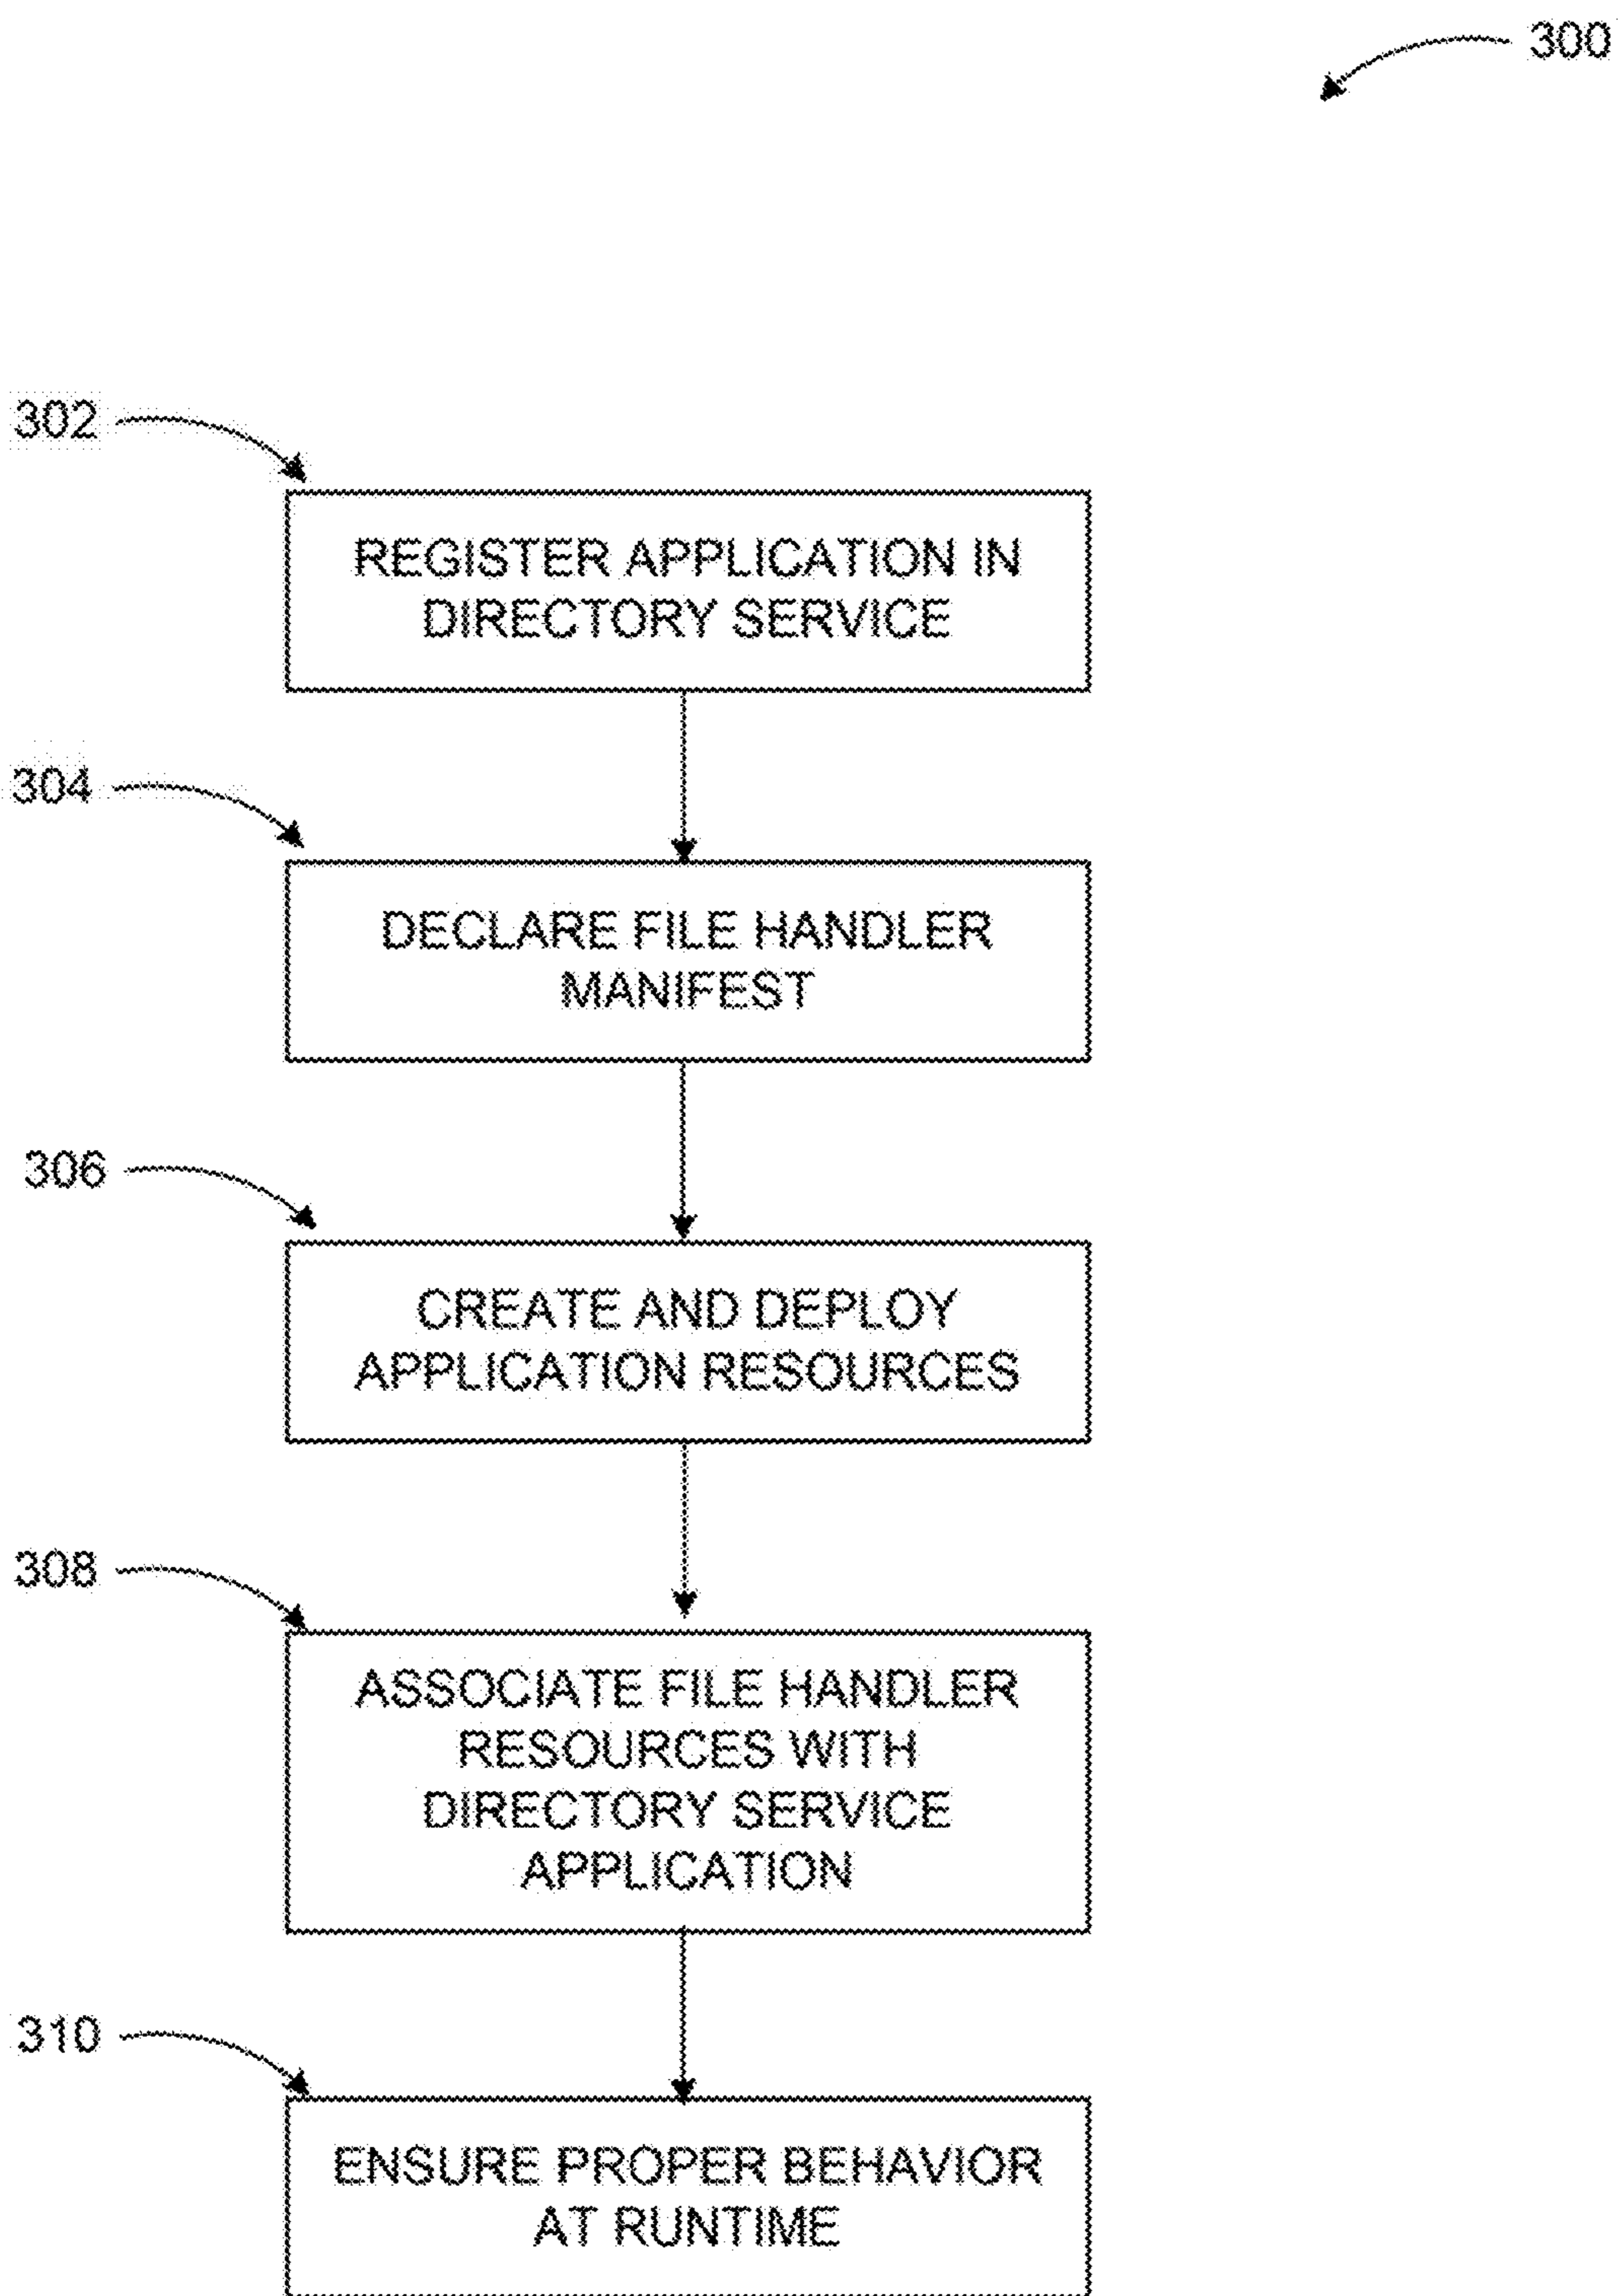 300
302
REGISTER APPLICATION IN
DIRECTORY SERVICE
304
DECLARE FILE HANDLER
MANIFEST
306
CREATE AND DEPLOY
APPLICATION RESOURCES
308
ASSOCIATE FILE HANDLER
RESOURCES WITH
DIRECTORY SERVICE
APPLICATION
310
ENSURE PROPER BEHAVIOR
AT RUNTIME